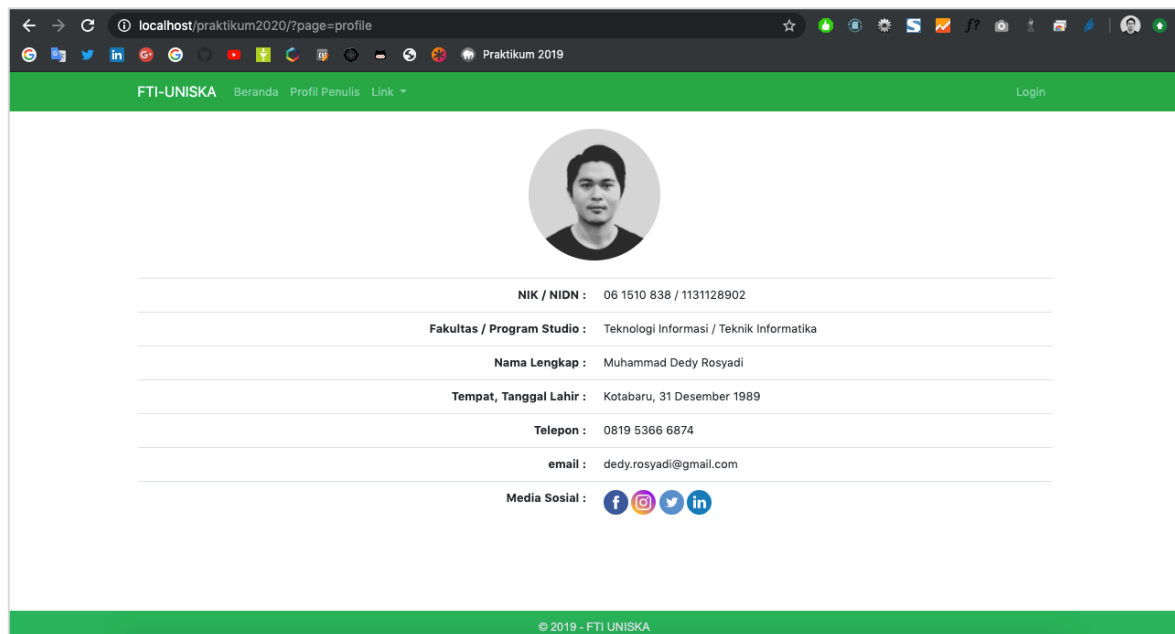 localhost/praktikum2020/?page=profile
Praktikum 2019
FTI-UNISKA Beranda Profil Penulis Link Login
NIK / NIDN : 06 1510 838 / 1131128902
Fakultas / Program Studio : Teknologi Informasi / Teknik Informatika
Nama Lengkap : Muhammad Dedy Rosyadi
Tempat, Tanggal Lahir : Kotabaru, 31 Desember 1989
Telepon : 0819 5366 6874
email : dedy.rosyadi@gmail.com
Media Sosial :
© 2019 - FTI UNISKA